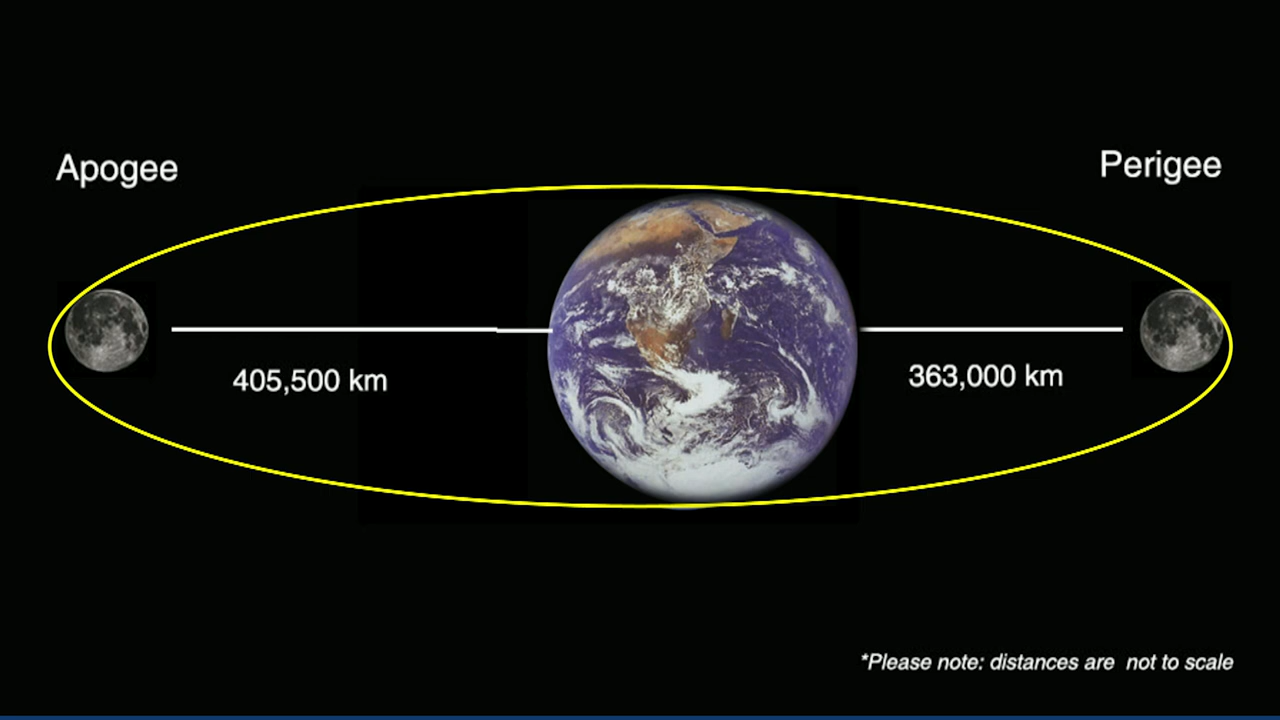 Apogee
Perigee
405,500 km
363,000 km
*Please note: distances are  not to scale